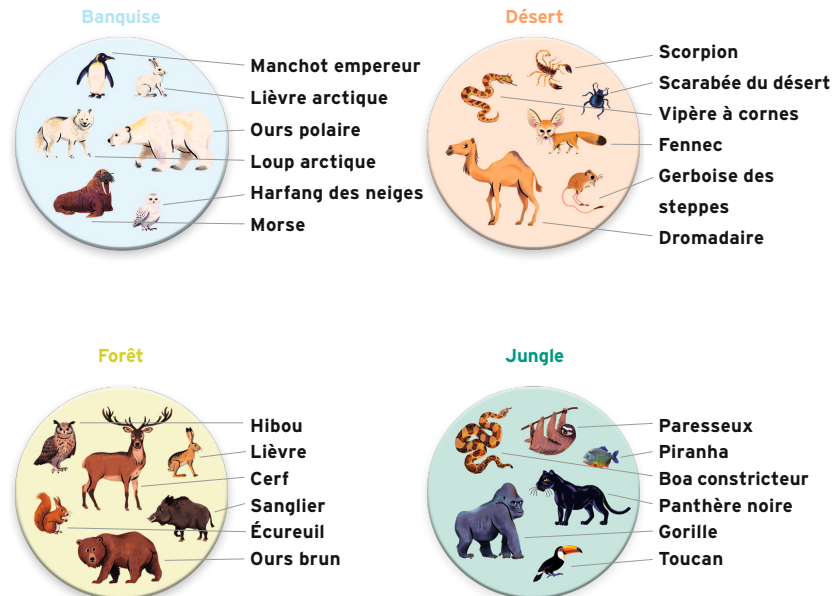 Banquise
Manchot empereur
Lièvre arctique
Ours polaire
Loup arctique
Harfang des neiges
Morse
Désert
Scorpion
Scarabée du désert
Vipère à cornes
Fennec
Gerboise des
steppes
Dromadaire
Forêt
Hibou
Lièvre
Cerf
Sanglier
Écureuil
Ours brun
Jungle
Paresseux
Piranha
Boa constricteur
Panthère noire
Gorille
Toucan